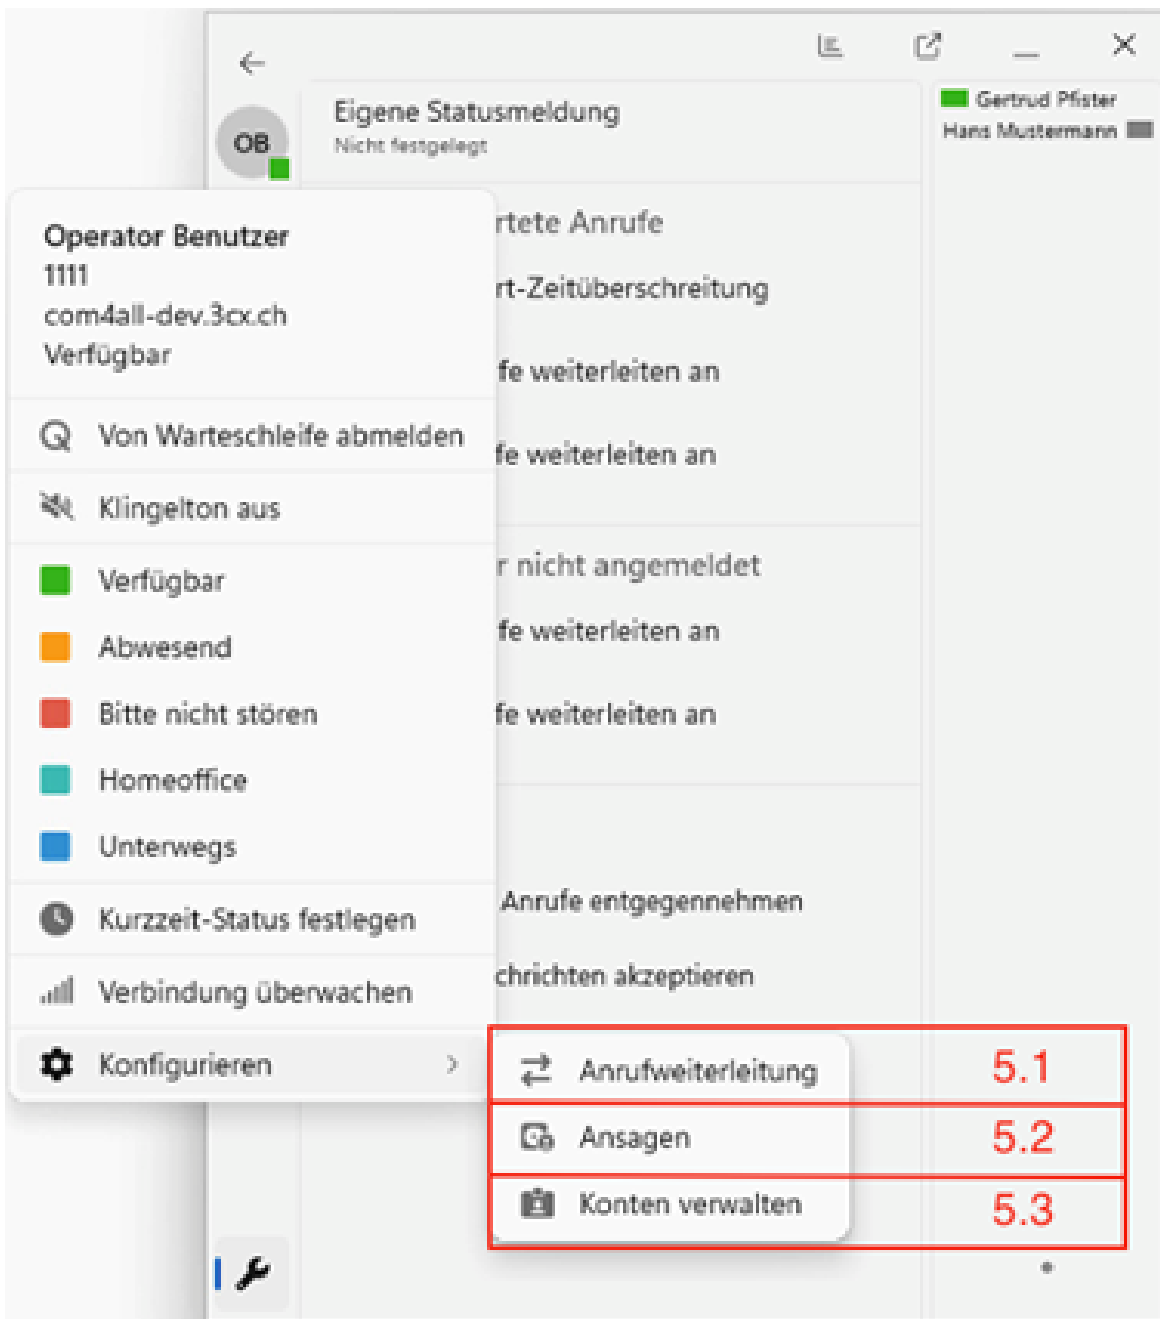 Gertrud Pfister
Hans Mustermann
OB
Eigene Statusmeldung
Nicht festgelegt
Operator Benutzer
1111
com4all-dev.3cx.ch
Verfügbar
Von Warteschleife abmelden
Klingelton aus
Verfügbar
Abwesend
Bitte nicht stören
Homeoffice
Unterwegs
Kurzzeit-Status festlegen
Verbindung überwachen
Konfigurieren
rtete Anrufe
rt-Zeitüberschreitung
fe weiterleiten an
fe weiterleiten an
r nicht angemeldet
fe weiterleiten an
fe weiterleiten an
Anrufe entgegennehmen
chrichten akzeptieren
Anrufweiterleitung 5.1
Ansagen 5.2
Konten verwalten 5.3